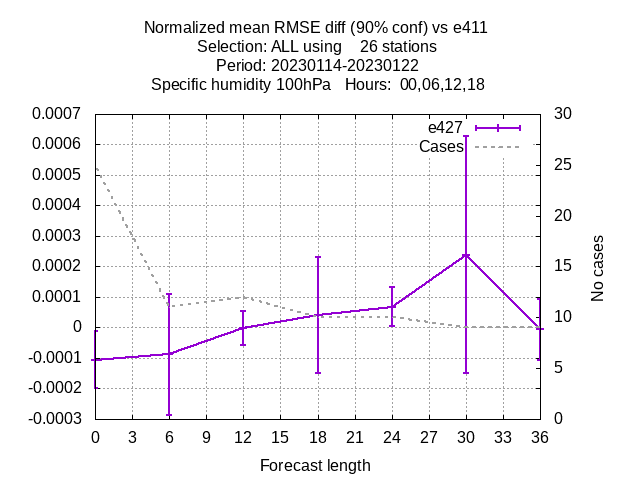 Normalized mean RMSE diff (90% conf) vs e411
Selection: ALL using    26 stations
Period: 20230114-20230122
Specific humidity 100hPa   Hours:  00,06,12,18
0.0007
0.0006
0.0005
0.0004
0.0003
0.0002
0.0001
0
-0.0001
-0.0002
-0.0003
e427
Cases
30
25
20
15
10
5
0
No cases
0 3 6 9 12 15 18 21 24 27 30 33 36
Forecast length